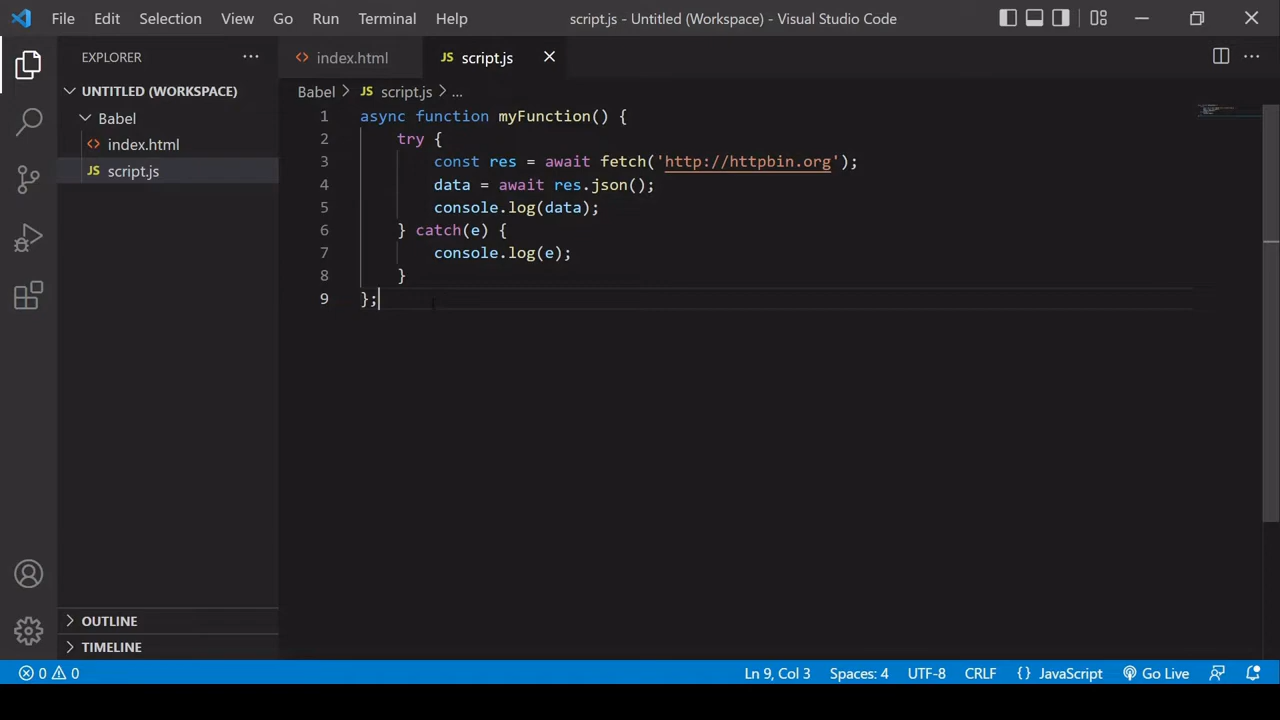 File Edit Selection View Go Run Terminal Help script.js - Untitled (Workspace) - Visual Studio Code
EXPLORER ...
UNTITLED (WORKSPACE)
Babel
index.html
JS script.js
OUTLINE
TIMELINE
index.html JS script.js
Babel > JS script.js > ...
1 async function myFunction() {
2 try {
3 const res = await fetch('http://httpbin.org');
4 data = await res.json();
5 console.log(data);
6 } catch(e) {
7 console.log(e);
8 }
9 };
0 0 Ln 9, Col 3 Spaces: 4 UTF-8 CRLF {} JavaScript Go Live